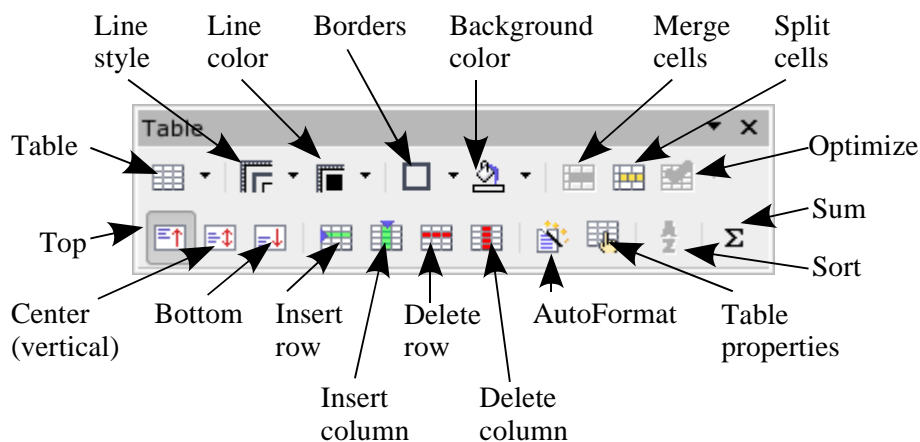 Line style
Line color
Borders
Background color
Merge cells
Split cells
Table
Table
Optimize
Top
Sum
Sort
Center (vertical)
Bottom
Insert row
Delete row
AutoFormat
Table properties
Insert column
Delete column
A
Z
Σ